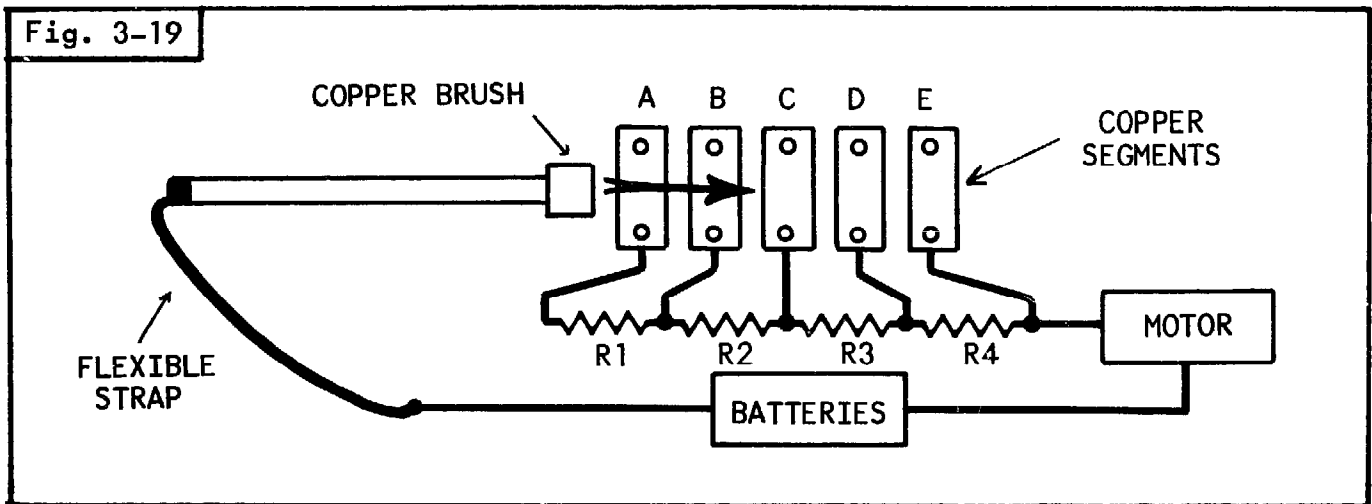 Fig. 3-19
COPPER BRUSH
A B C D E
COPPER
SEGMENTS
R1 R2 R3 R4
MOTOR
FLEXIBLE
STRAP
BATTERIES